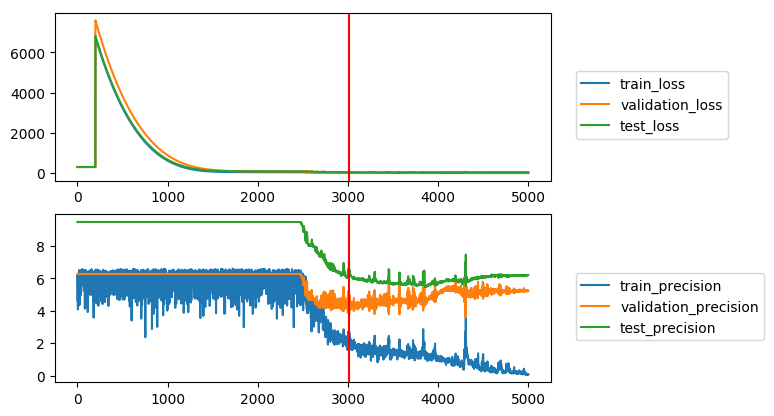 6000
4000
2000
0
0 1000 2000 3000 4000 5000
train_loss
validation_loss
test_loss
8
6
4
2
0
0 1000 2000 3000 4000 5000
train_precision
validation_precision
test_precision